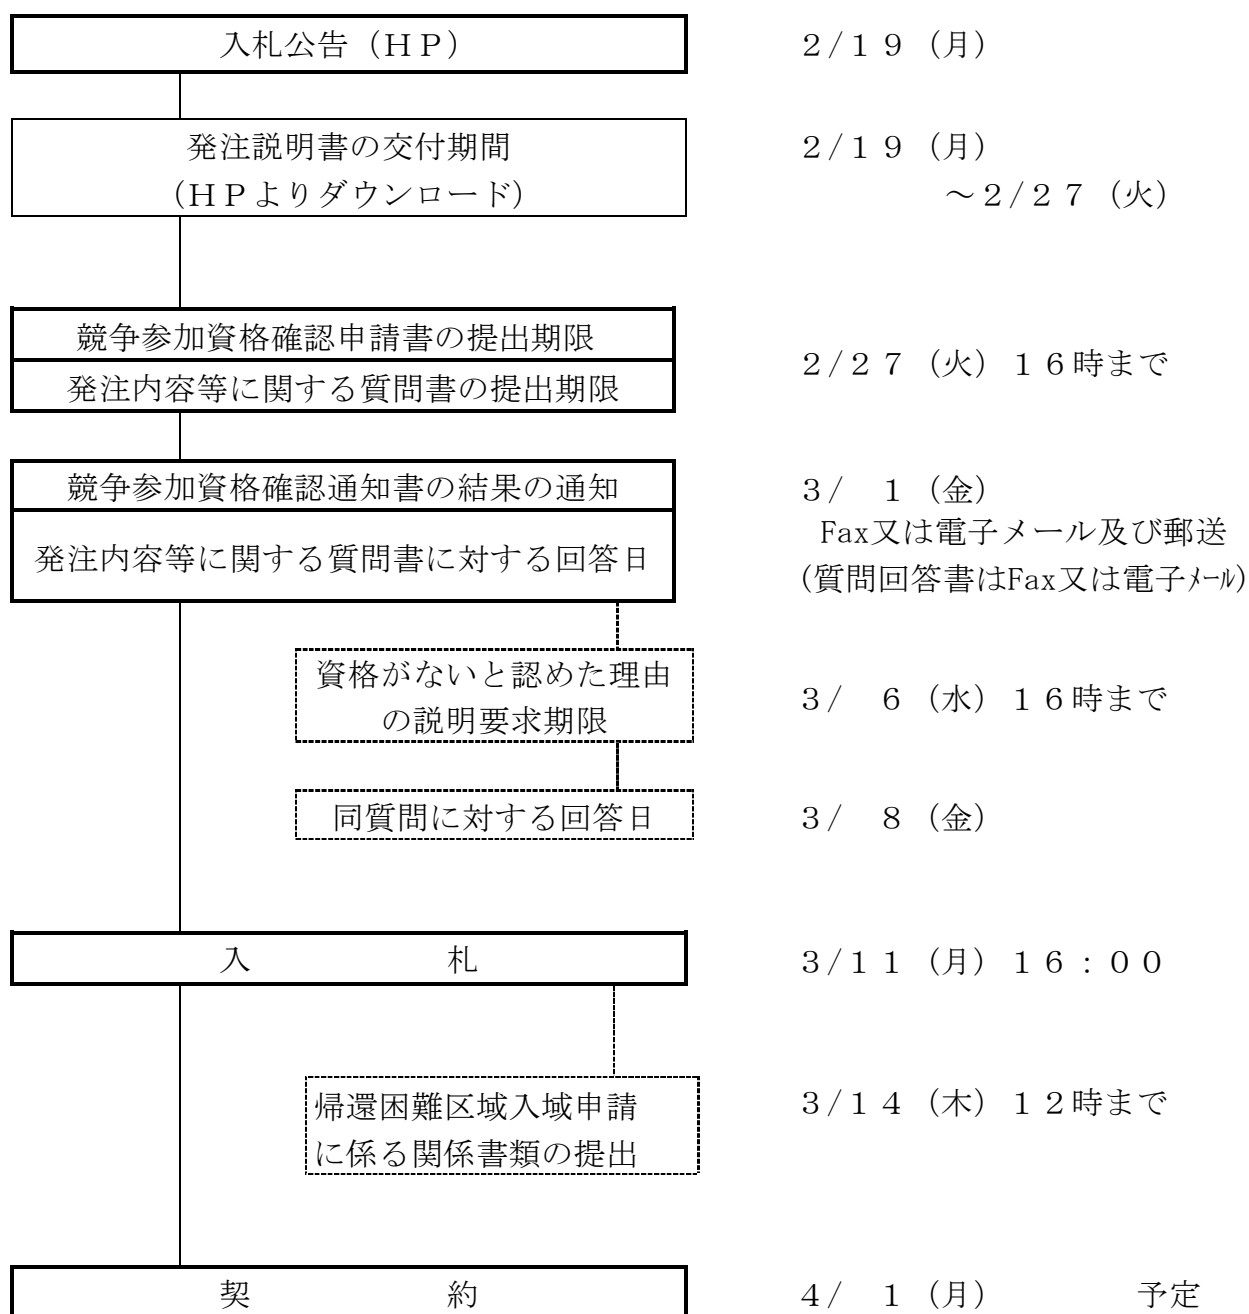 入札公告（ＨＰ）
２/１９（月）
発注説明書の交付期間
（ＨＰよりダウンロード）
２/１９（月）
～２/２７（火）
競争参加資格確認申請書の提出期限
発注内容等に関する質問書の提出期限
２/２７（火）１６時まで
競争参加資格確認通知書の結果の通知
発注内容等に関する質問書に対する回答日
３/　１（金）
Fax又は電子メール及び郵送
(質問回答書はFax又は電子ﾒｰﾙ)
資格がないと認めた理由
の説明要求期限
３/　６（水）１６時まで
同質問に対する回答日
３/　８（金）
入　　　　　札
３/１１（月）１６：００
帰還困難区域入域申請
に係る関係書類の提出
３/１４（木）１２時まで
契　　　　　約
４/　１（月）　　　予定